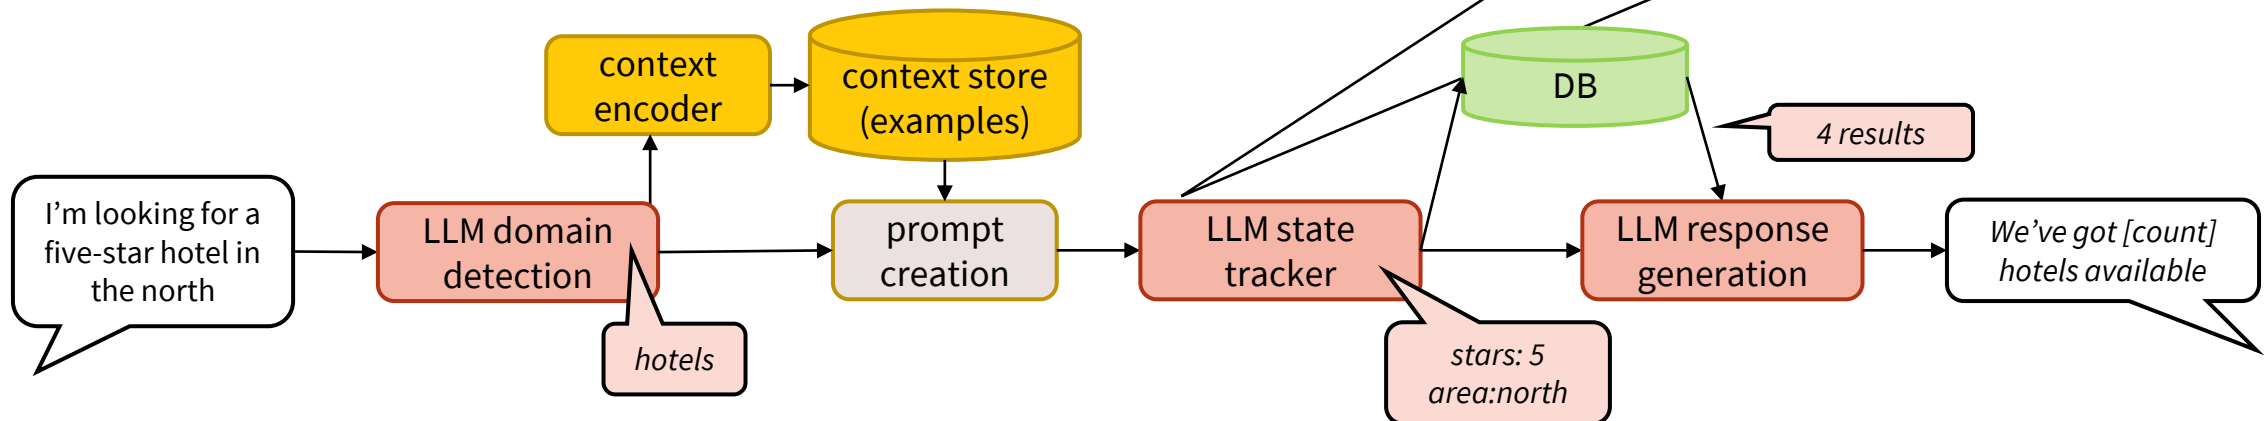 context
encoder
context store
(examples)
DB
4 results
I'm looking for a
five-star hotel in
the north
LLM domain
detection
prompt
creation
LLM state
tracker
LLM response
generation
We've got [count]
hotels available
hotels
stars: 5
area:north